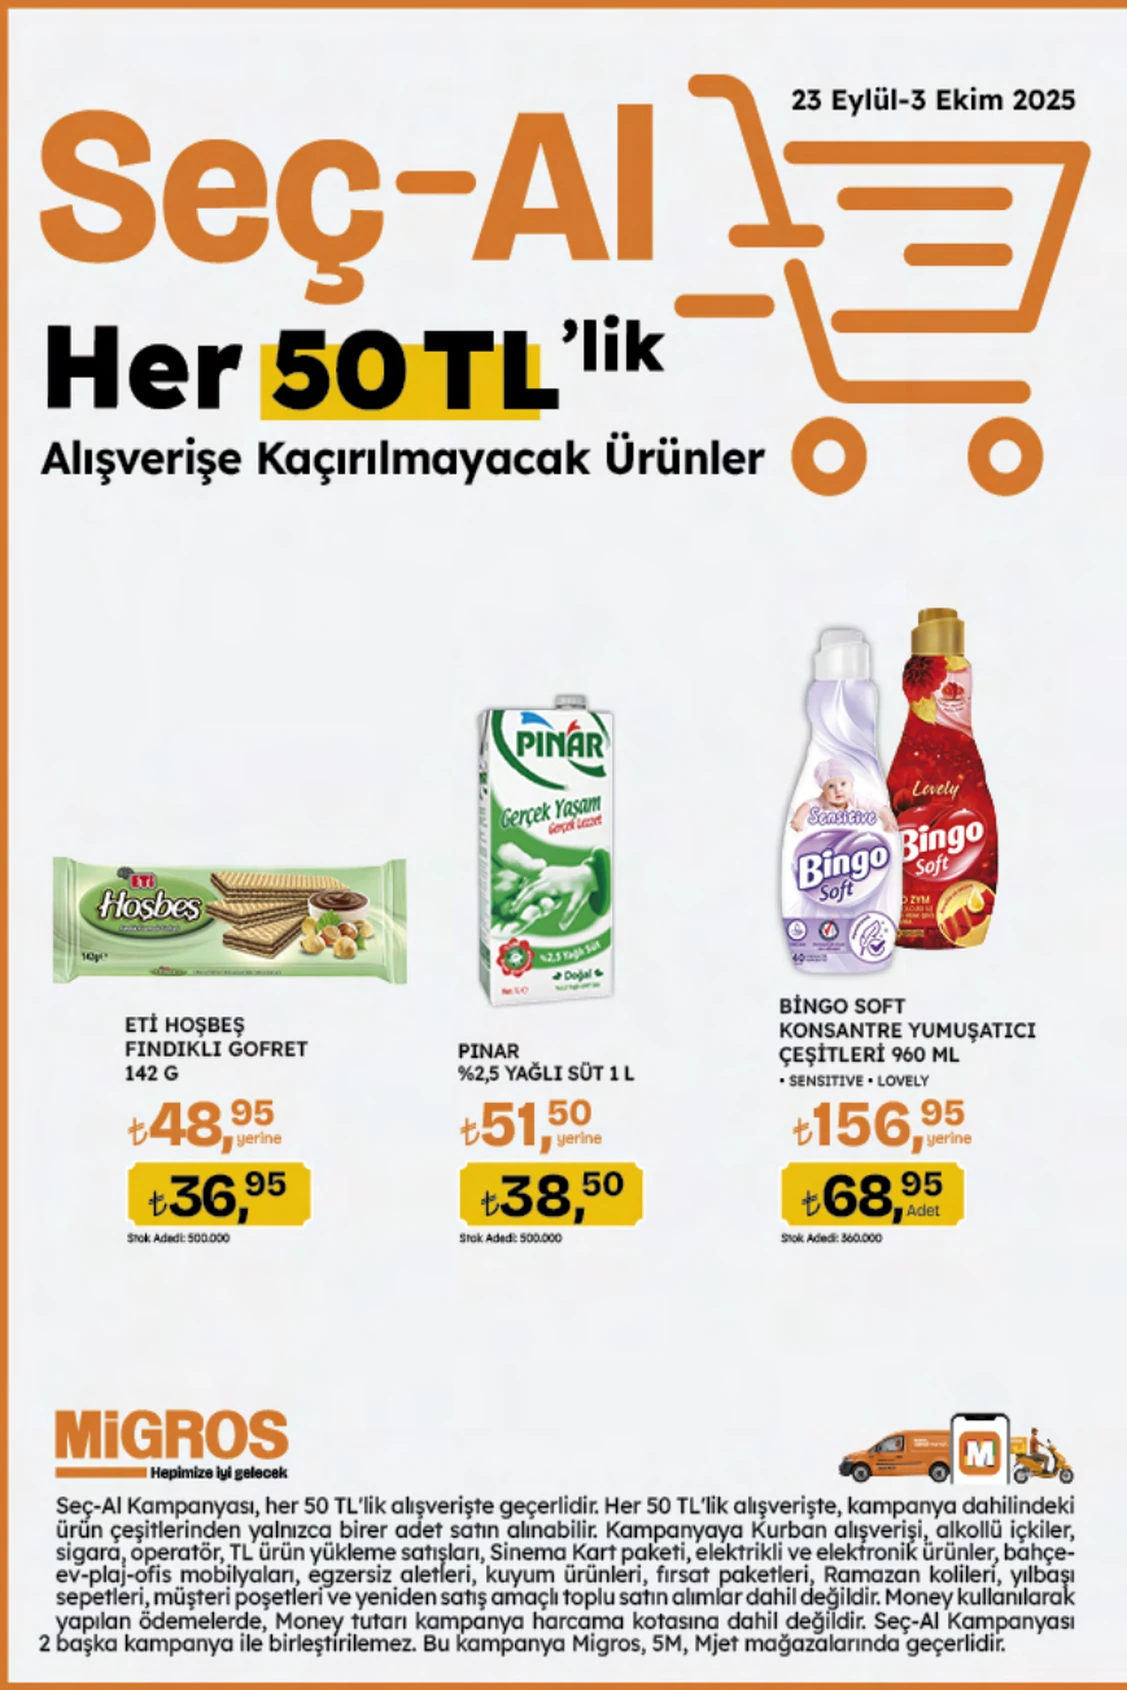 23 Eylül-3 Ekim 2025
Seç-Al
Her 50 TL'lik
Alışverişe Kaçırılmayacak Ürünler
ETİ
Hoşbeş
142g℮
PINAR
Gerçek Yaşam
Gerçek Lezzet
%2,5 Yağlı Süt
Doğal
Sensitive
Bingo
Soft
40
Lovely
Bingo
Soft
ETİ HOŞBEŞ
FINDIKLI GOFRET
142 G
₺48,95 yerine
₺36,95
Stok Adedi: 500.000
PINAR
%2,5 YAĞLI SÜT 1 L
₺51,50 yerine
₺38,50
Stok Adedi: 500.000
BİNGO SOFT
KONSANTRE YUMUŞATICI
ÇEŞİTLERİ 960 ML
• SENSITIVE • LOVELY
₺156,95 yerine
₺68,95 Adet
Stok Adedi: 360.000
MiGROS
Hepimize iyi gelecek
M
Seç-Al Kampanyası, her 50 TL'lik alışverişte geçerlidir. Her 50 TL'lik alışverişte, kampanya dahilindeki
ürün çeşitlerinden yalnızca birer adet satın alınabilir. Kampanyaya Kurban alışverişi, alkollü içkiler,
sigara, operatör, TL ürün yükleme satışları, Sinema Kart paketi, elektrikli ve elektronik ürünler, bahçe-
ev-plaj-ofis mobilyaları, egzersiz aletleri, kuyum ürünleri, fırsat paketleri, Ramazan kolileri, yılbaşı
sepetleri, müşteri poşetleri ve yeniden satış amaçlı toplu satın alımlar dahil değildir. Money kullanılarak
yapılan ödemelerde, Money tutarı kampanya harcama kotasına dahil değildir. Seç-Al Kampanyası
2 başka kampanya ile birleştirilemez. Bu kampanya Migros, 5M, Mjet mağazalarında geçerlidir.